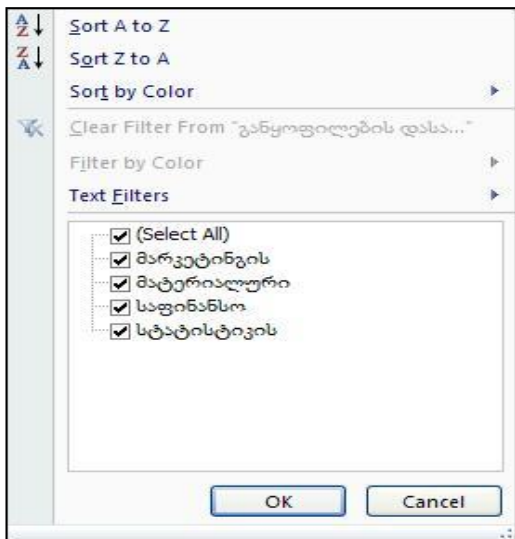 Sort A to Z
Sort Z to A
Sort by Color
Clear Filter From "განყოფილების დასა..."
Filter by Color
Text Filters
(Select All)
მარკეტინგის
მატერიალური
საფინანსო
სტატისტიკის
OK Cancel